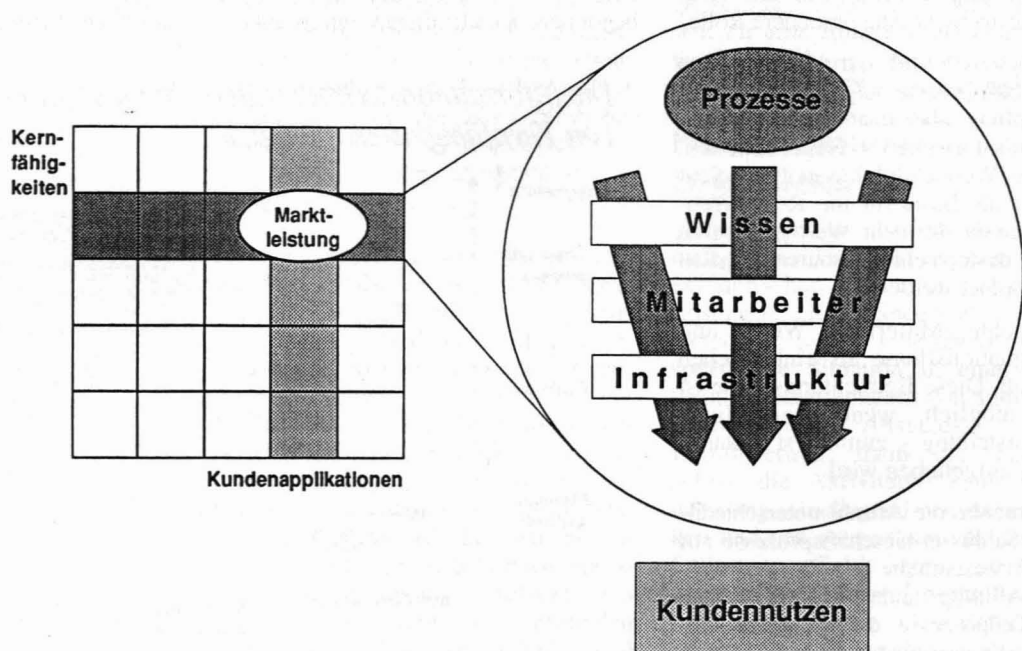 Kern-
fähig-
keiten
Markt-
leistung
Kundenapplikationen
Prozesse
Wissen
Mitarbeiter
Infrastruktur
Kundennutzen